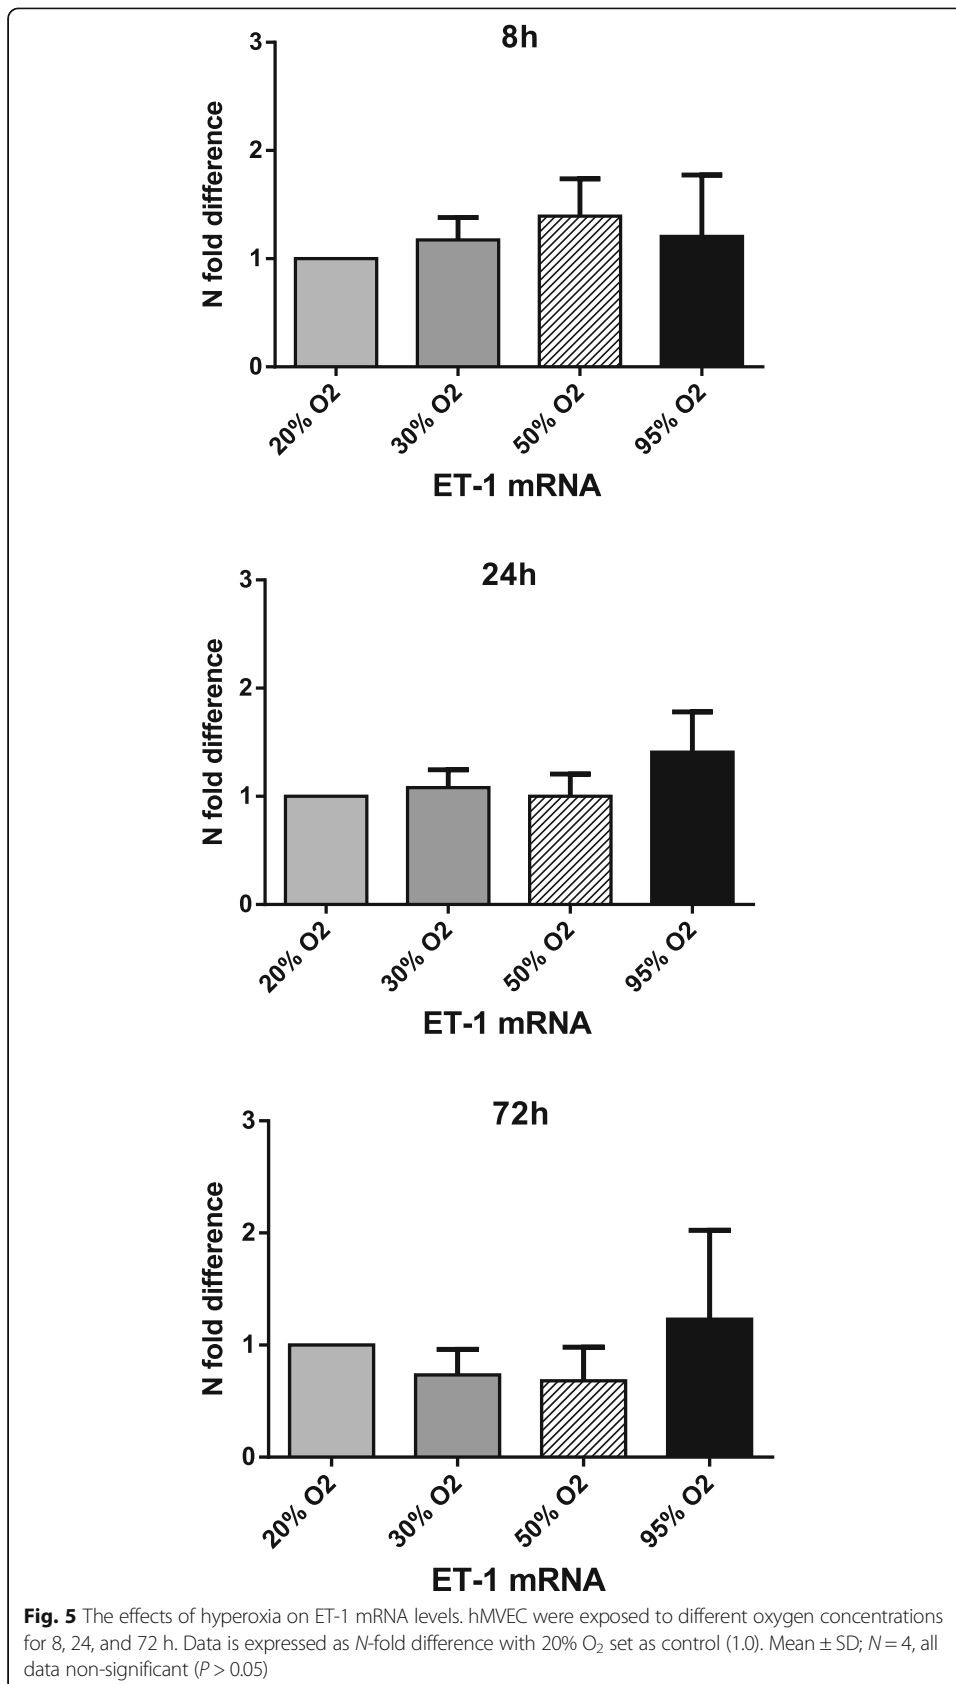 8h
3
2
1
0
N fold difference
20% O2
30% O2
50% O2
95% O2
ET-1 mRNA
24h
3
2
1
0
N fold difference
20% O2
30% O2
50% O2
95% O2
ET-1 mRNA
72h
3
2
1
0
N fold difference
20% O2
30% O2
50% O2
95% O2
ET-1 mRNA
Fig. 5 The effects of hyperoxia on ET-1 mRNA levels. hMVEC were exposed to different oxygen concentrations
for 8, 24, and 72 h. Data is expressed as N-fold difference with 20% O₂ set as control (1.0). Mean ± SD; N = 4, all
data non-significant (P > 0.05)